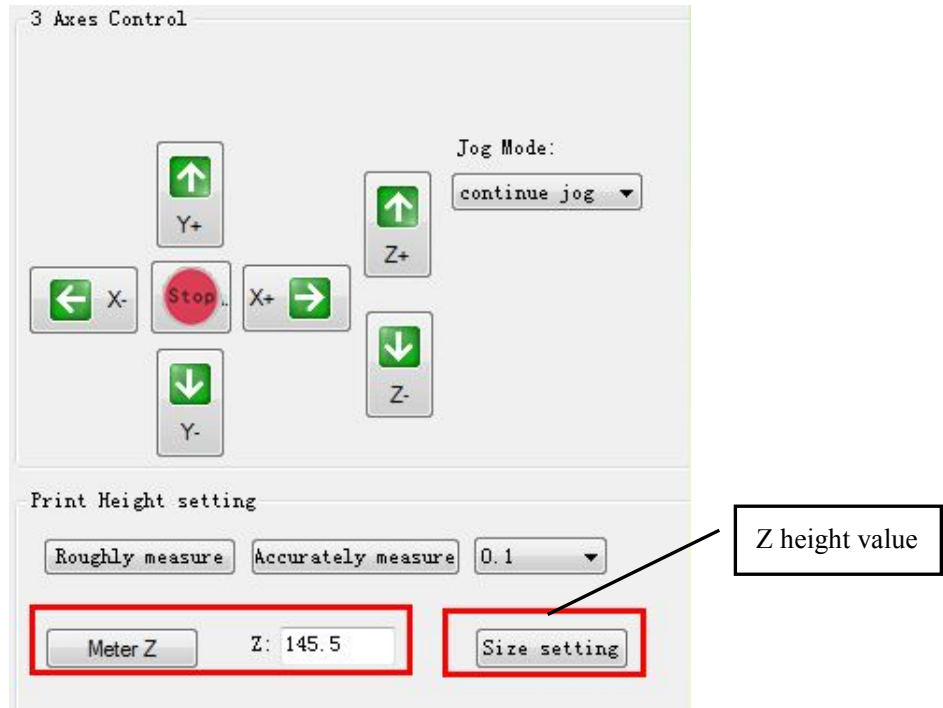 3 Axes Control
Jog Mode:
continue jog
Y+
Z+
X-
Stop..
X+
Z-
Y-
Print Height setting
Roughly measure
Accurately measure
0.1
Z height value
Meter Z
Z: 145.5
Size setting